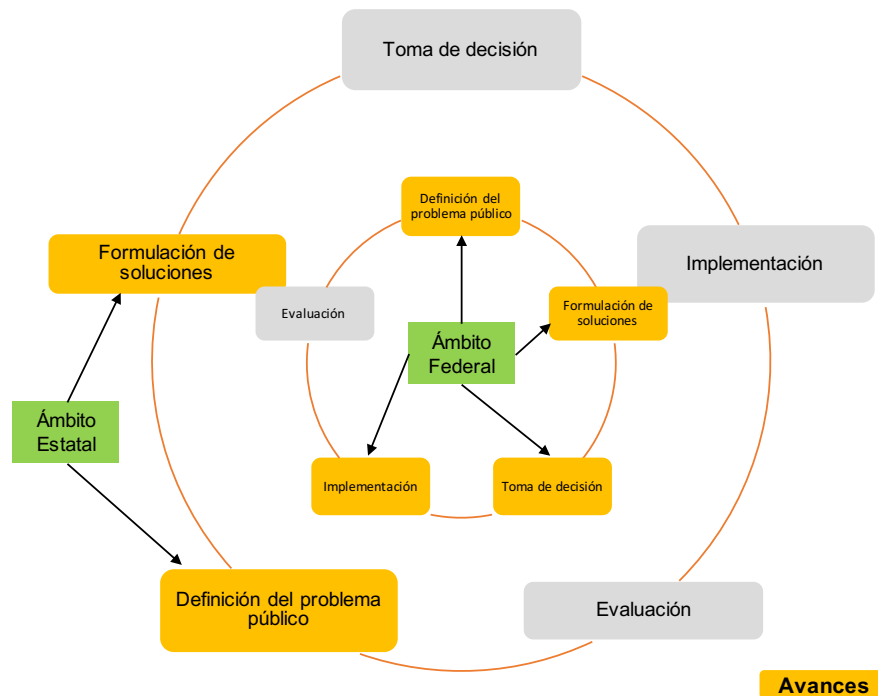 Toma de decisión
Definición del
problema público
Formulación de
soluciones
Implementación
Evaluación
Formulación de
soluciones
Ámbito
Federal
Ámbito
Estatal
Implementación
Toma de decisión
Definición del problema
público
Evaluación
Avances